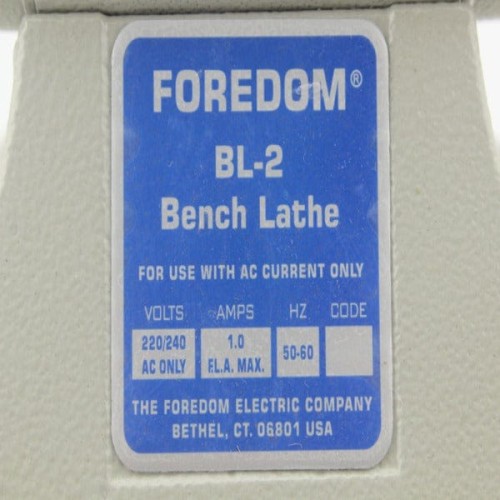 FOREDOM®
BL-2
Bench Lathe
FOR USE WITH AC CURRENT ONLY
VOLTS AMPS HZ CODE
220/240 1.0 50-60
AC ONLY F.L.A. MAX.
THE FOREDOM ELECTRIC COMPANY
BETHEL, CT. 06801 USA